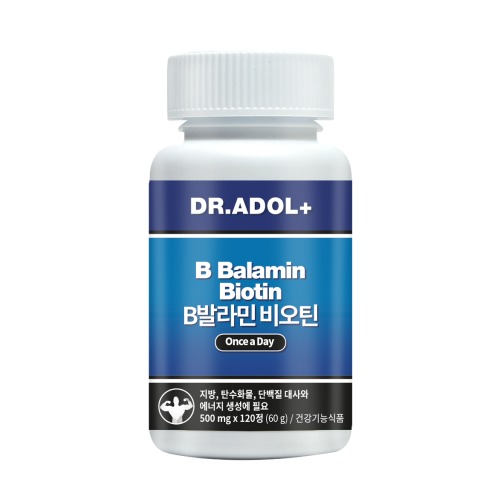 DR.ADOL+
B Balamin
Biotin
B발라민 비오틴
Once a Day
지방, 탄수화물, 단백질 대사와
에너지 생성에 필요
500 mg x 120정 (60 g) / 건강기능식품